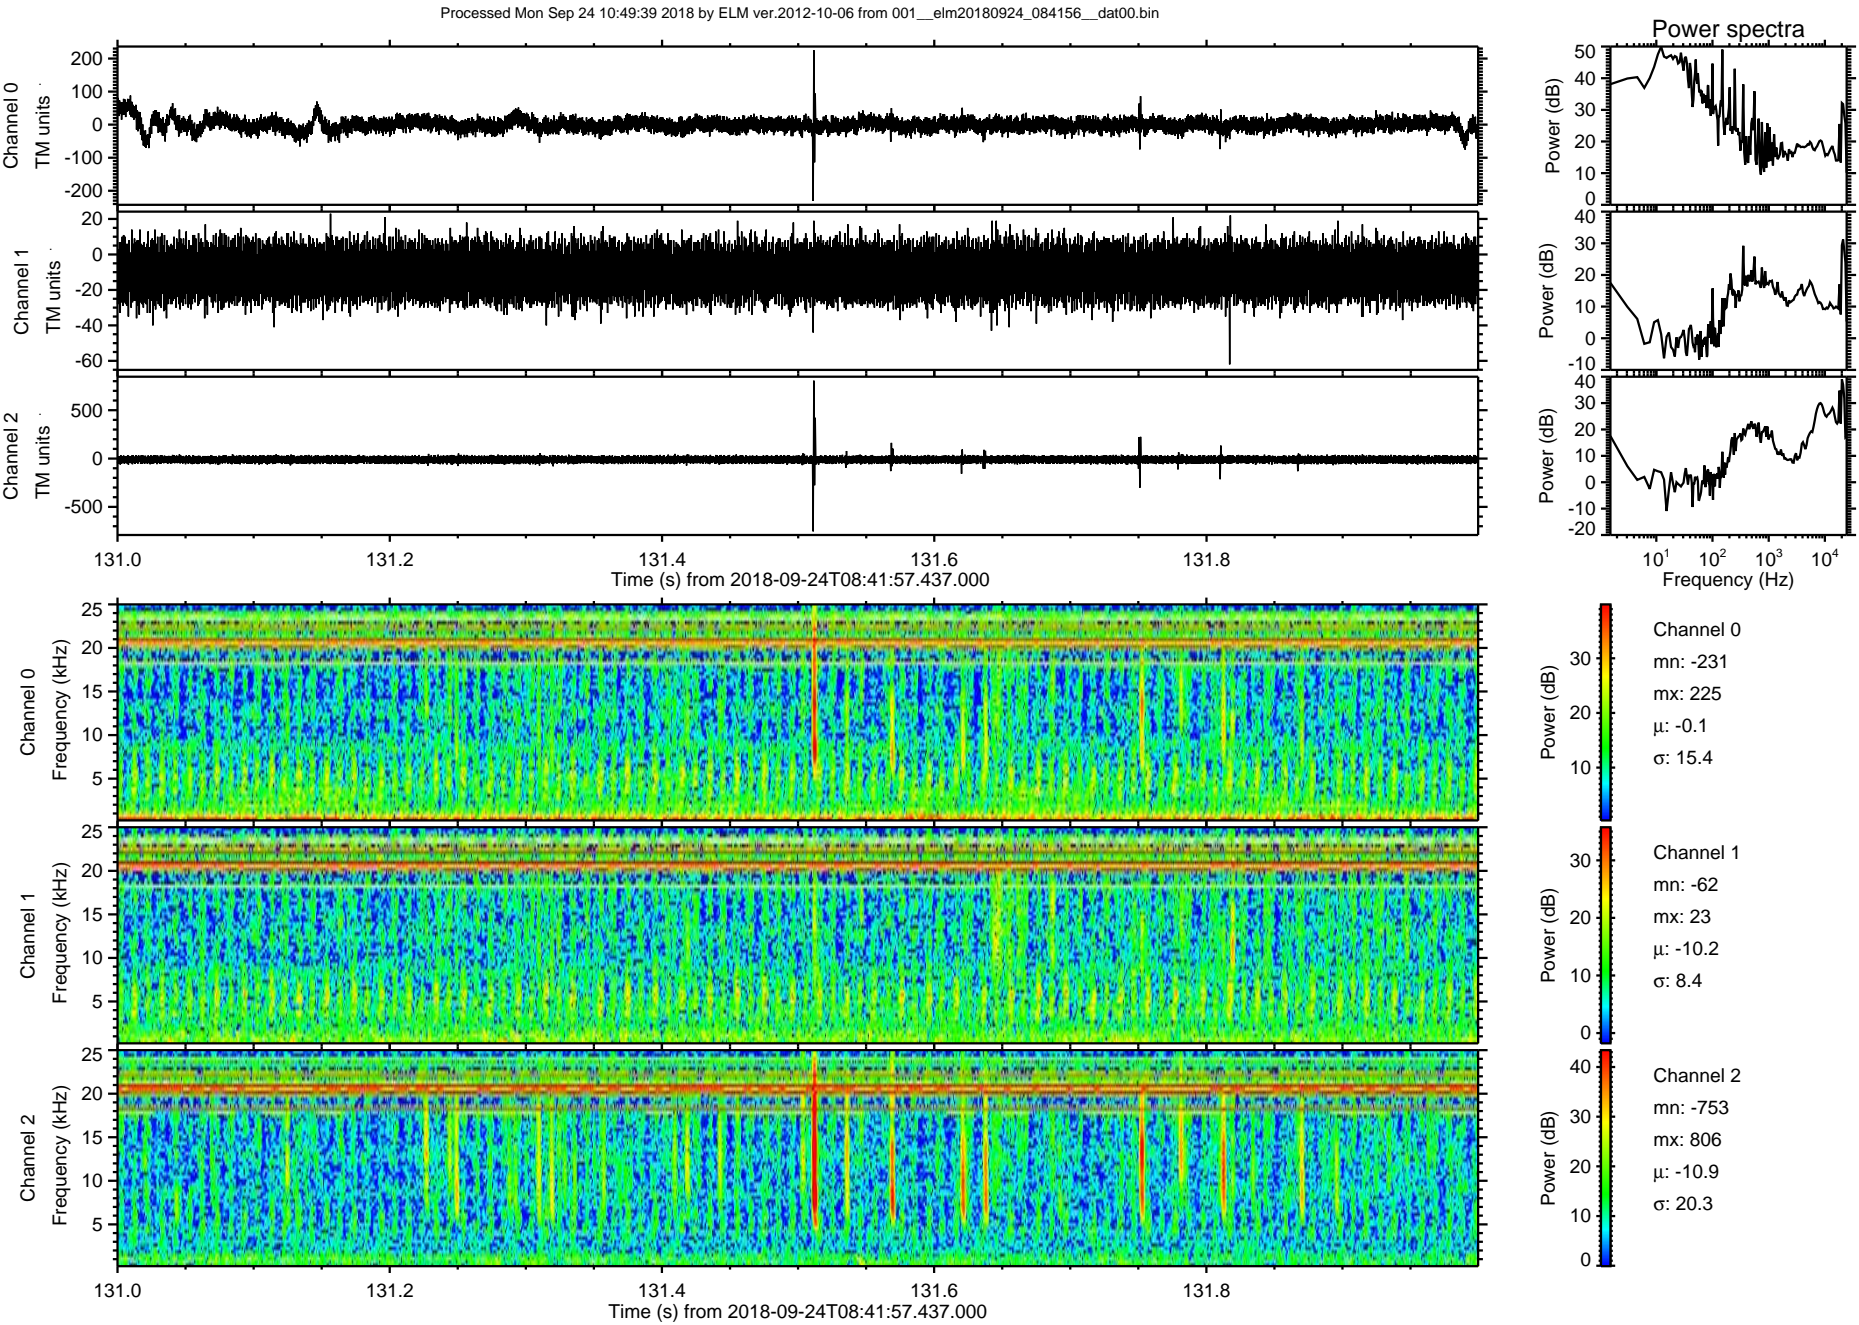 Processed Mon Sep 24 10:49:39 2018 by ELM ver.2012-10-06 from 001__elm20180924_084156__dat00.bin
Power spectra
Channel 0
TM units
200
100
0
-100
-200
Power (dB)
50
40
30
20
10
0
Channel 1
TM units
20
0
-20
-40
-60
Power (dB)
40
30
20
10
0
-10
Channel 2
TM units
500
0
-500
Power (dB)
40
30
20
10
0
-10
-20
131.0 131.2 131.4 131.6 131.8
Time (s) from 2018-09-24T08:41:57.437.000
10¹ 10² 10³ 10⁴
Frequency (Hz)
Channel 0
Frequency (kHz)
25
20
15
10
5
Power (dB)
30
20
10
Channel 0
mn: -231
mx: 225
μ: -0.1
σ: 15.4
Channel 1
Frequency (kHz)
25
20
15
10
5
Power (dB)
30
20
10
0
Channel 1
mn: -62
mx: 23
μ: -10.2
σ: 8.4
Channel 2
Frequency (kHz)
25
20
15
10
5
Power (dB)
40
30
20
10
0
Channel 2
mn: -753
mx: 806
μ: -10.9
σ: 20.3
131.0 131.2 131.4 131.6 131.8
Time (s) from 2018-09-24T08:41:57.437.000